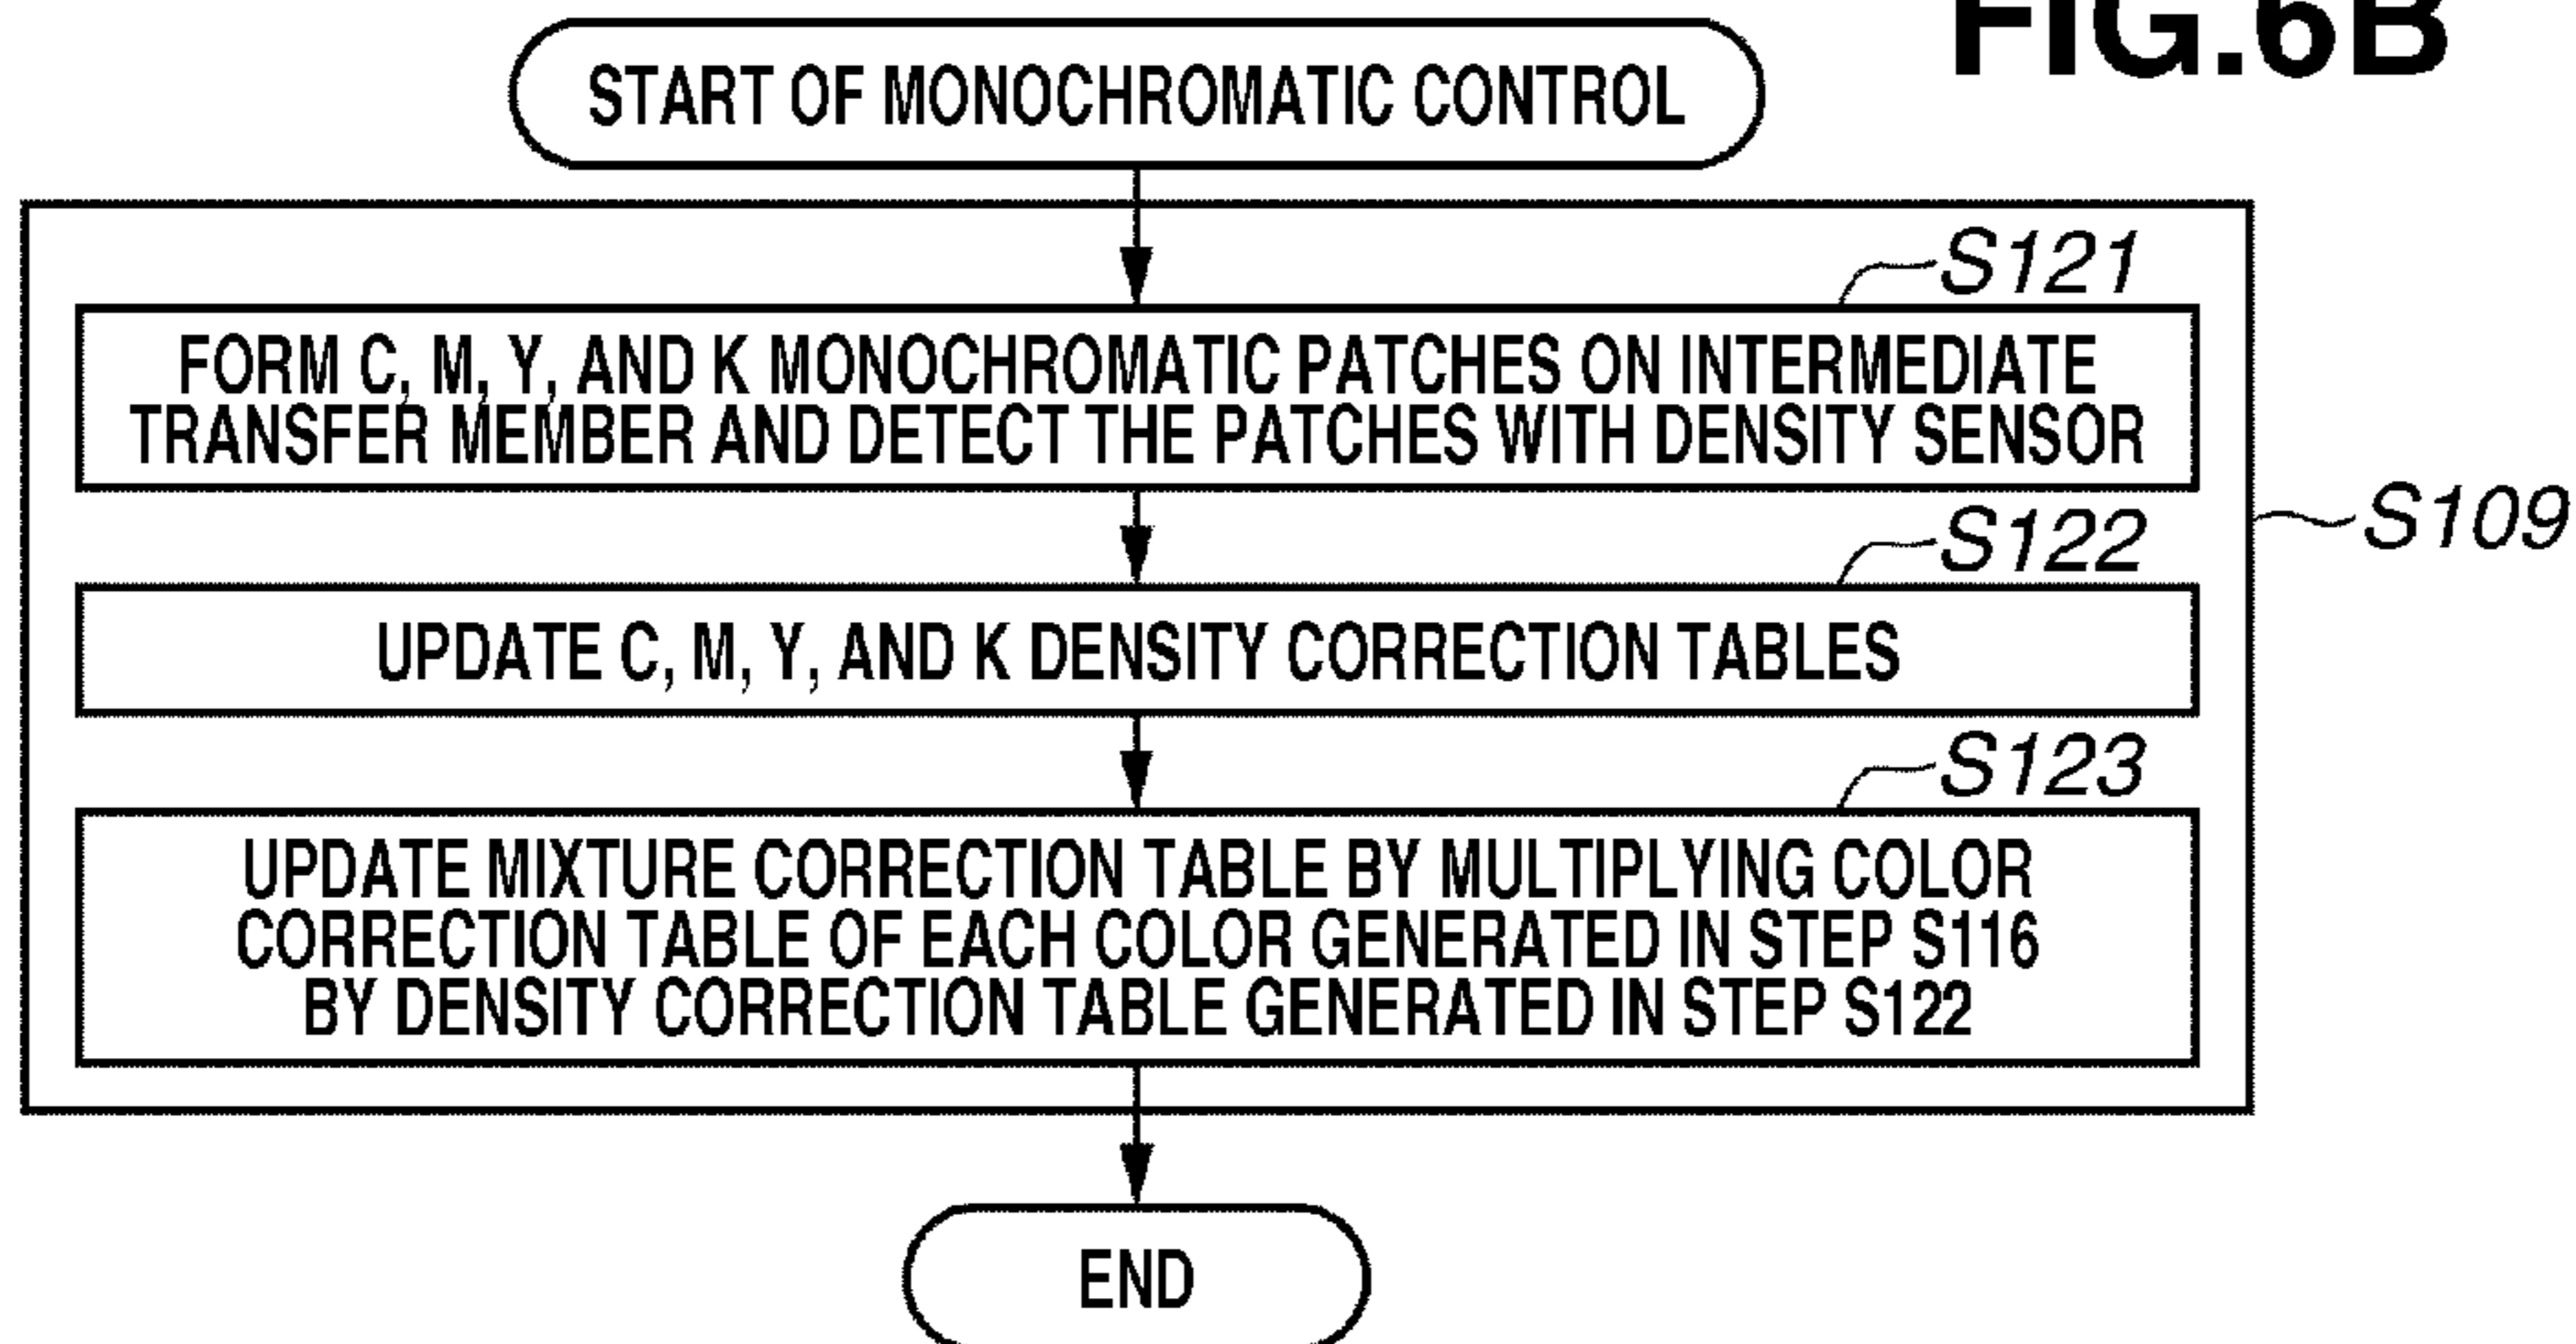 FIG.6B
START OF MONOCHROMATIC CONTROL
S121
FORM C, M, Y, AND K MONOCHROMATIC PATCHES ON INTERMEDIATE
TRANSFER MEMBER AND DETECT THE PATCHES WITH DENSITY SENSOR
S109
S122
UPDATE C, M, Y, AND K DENSITY CORRECTION TABLES
S123
UPDATE MIXTURE CORRECTION TABLE BY MULTIPLYING COLOR
CORRECTION TABLE OF EACH COLOR GENERATED IN STEP S116
BY DENSITY CORRECTION TABLE GENERATED IN STEP S122
END